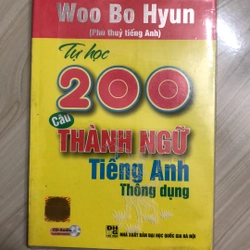 Woo Bo Hyun
(Phù thuỷ tiếng Anh)
Tự học
200
Câu
THÀNH NGỮ
Tiếng Anh
Thông dụng
NHÀ XUẤT BẢN ĐẠI HỌC QUỐC GIA HÀ NỘI